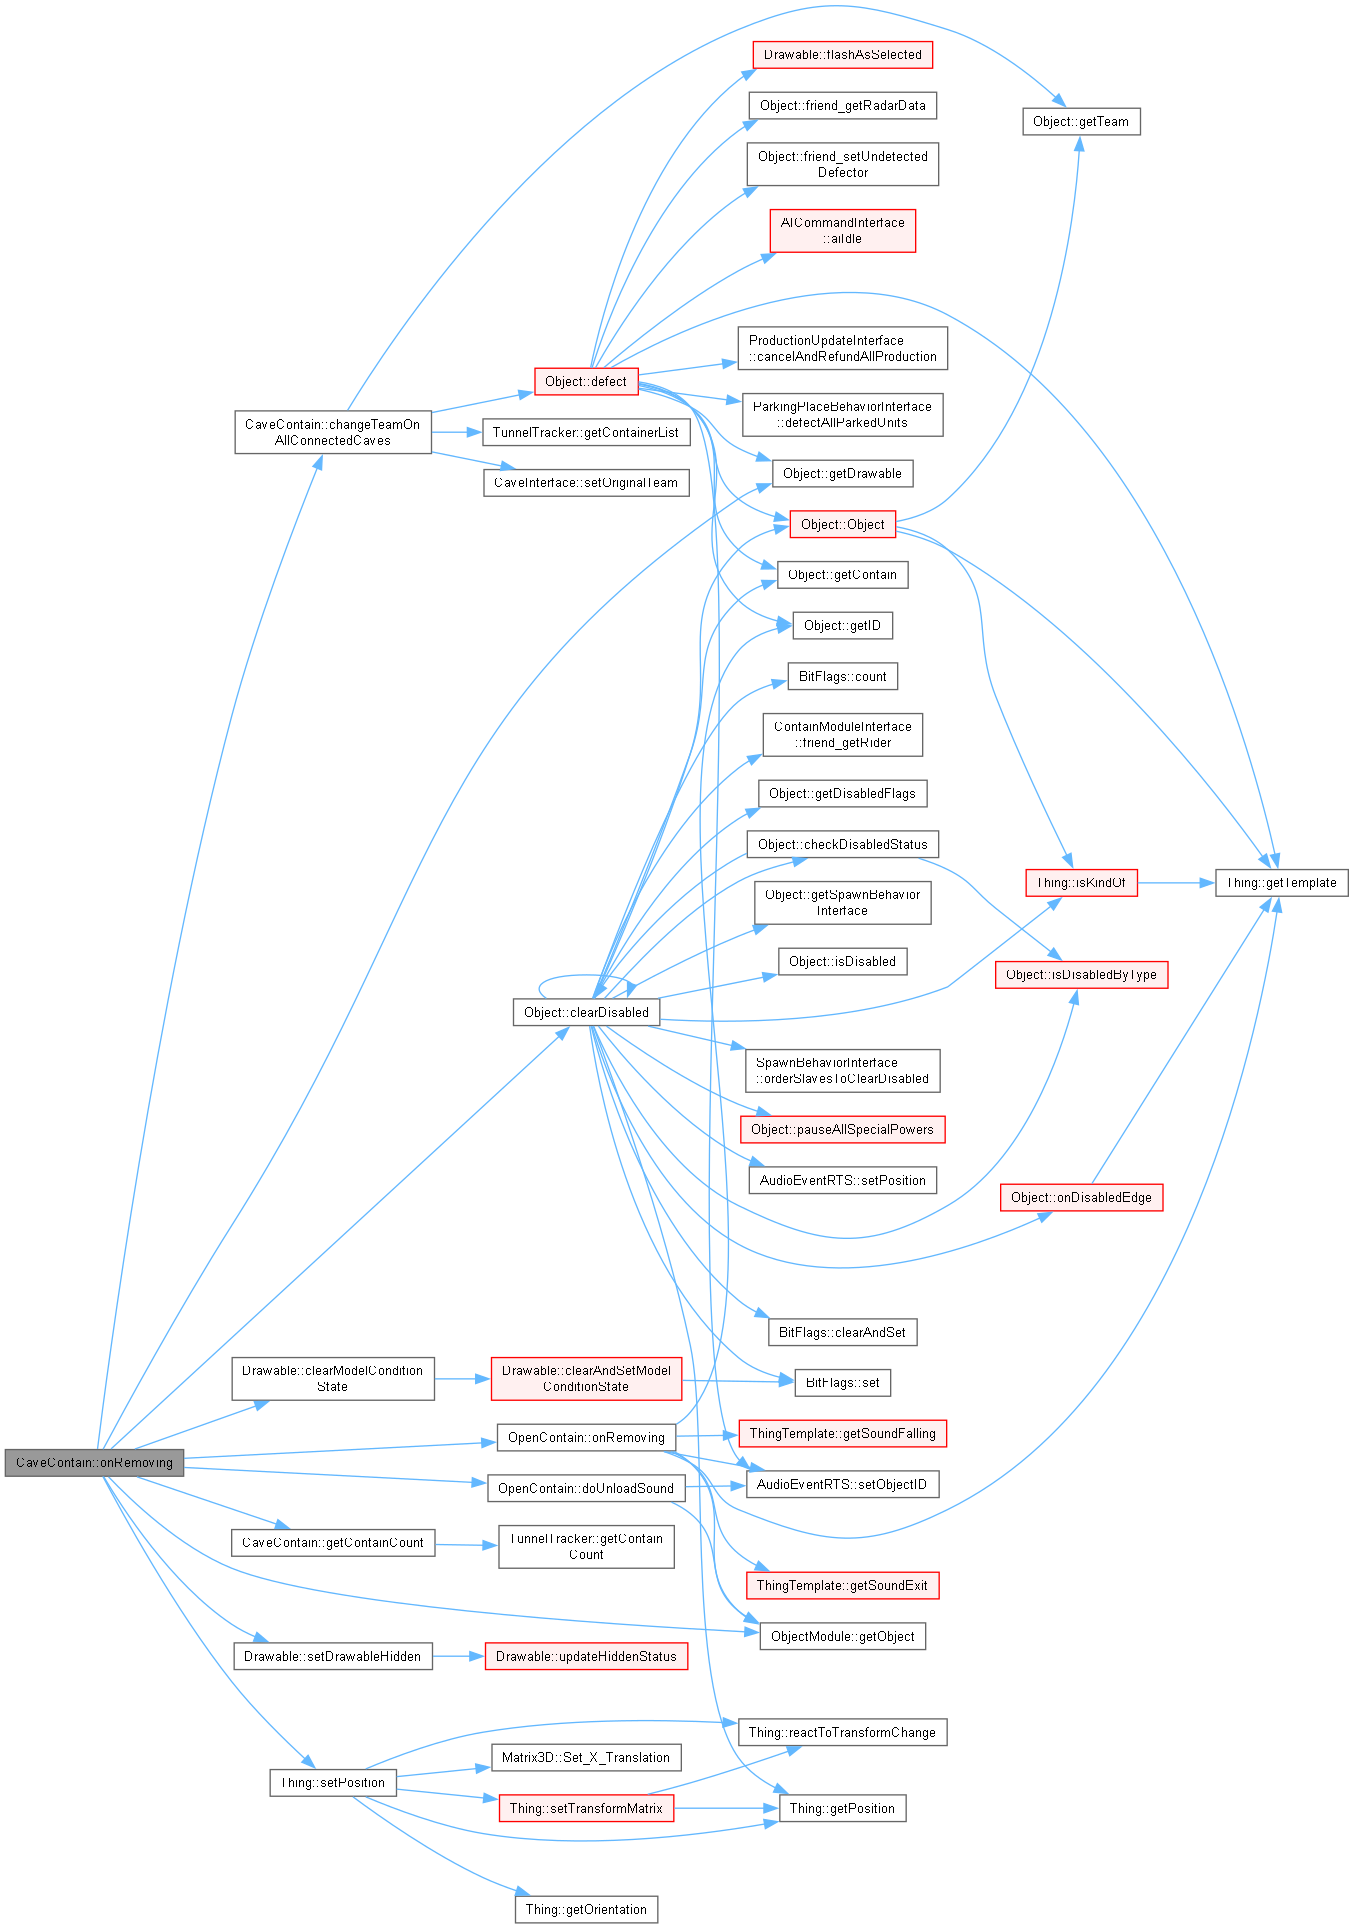 Drawable::flashAsSelected
Object::friend_getRadarData
Object::getTeam
Object::friend_setUndetected
Defector
AICommandInterface
::aiIdle
ProductionUpdateInterface
::cancelAndRefundAllProduction
Object::defect
ParkingPlaceBehaviorInterface
::defectAllParkedUnits
CaveContain::changeTeamOn
AllConnectedCaves
TunnelTracker::getContainerList
Object::getDrawable
CaveInterface::setOriginalTeam
Object::Object
Object::getContain
Object::getID
BitFlags::count
ContainModuleInterface
::friend_getRider
Object::getDisabledFlags
Object::checkDisabledStatus
Thing::isKindOf
Thing::getTemplate
Object::getSpawnBehavior
Interface
Object::isDisabled
Object::isDisabledByType
Object::clearDisabled
SpawnBehaviorInterface
::orderSlavesToClearDisabled
Object::pauseAllSpecialPowers
AudioEventRTS::setPosition
Object::onDisabledEdge
BitFlags::clearAndSet
Drawable::clearModelCondition
State
Drawable::clearAndSetModel
ConditionState
BitFlags::set
OpenContain::onRemoving
ThingTemplate::getSoundFalling
CaveContain::onRemoving
OpenContain::doUnloadSound
AudioEventRTS::setObjectID
CaveContain::getContainCount
TunnelTracker::getContain
Count
ThingTemplate::getSoundExit
ObjectModule::getObject
Drawable::setDrawableHidden
Drawable::updateHiddenStatus
Thing::reactToTransformChange
Matrix3D::Set_X_Translation
Thing::setPosition
Thing::setTransformMatrix
Thing::getPosition
Thing::getOrientation